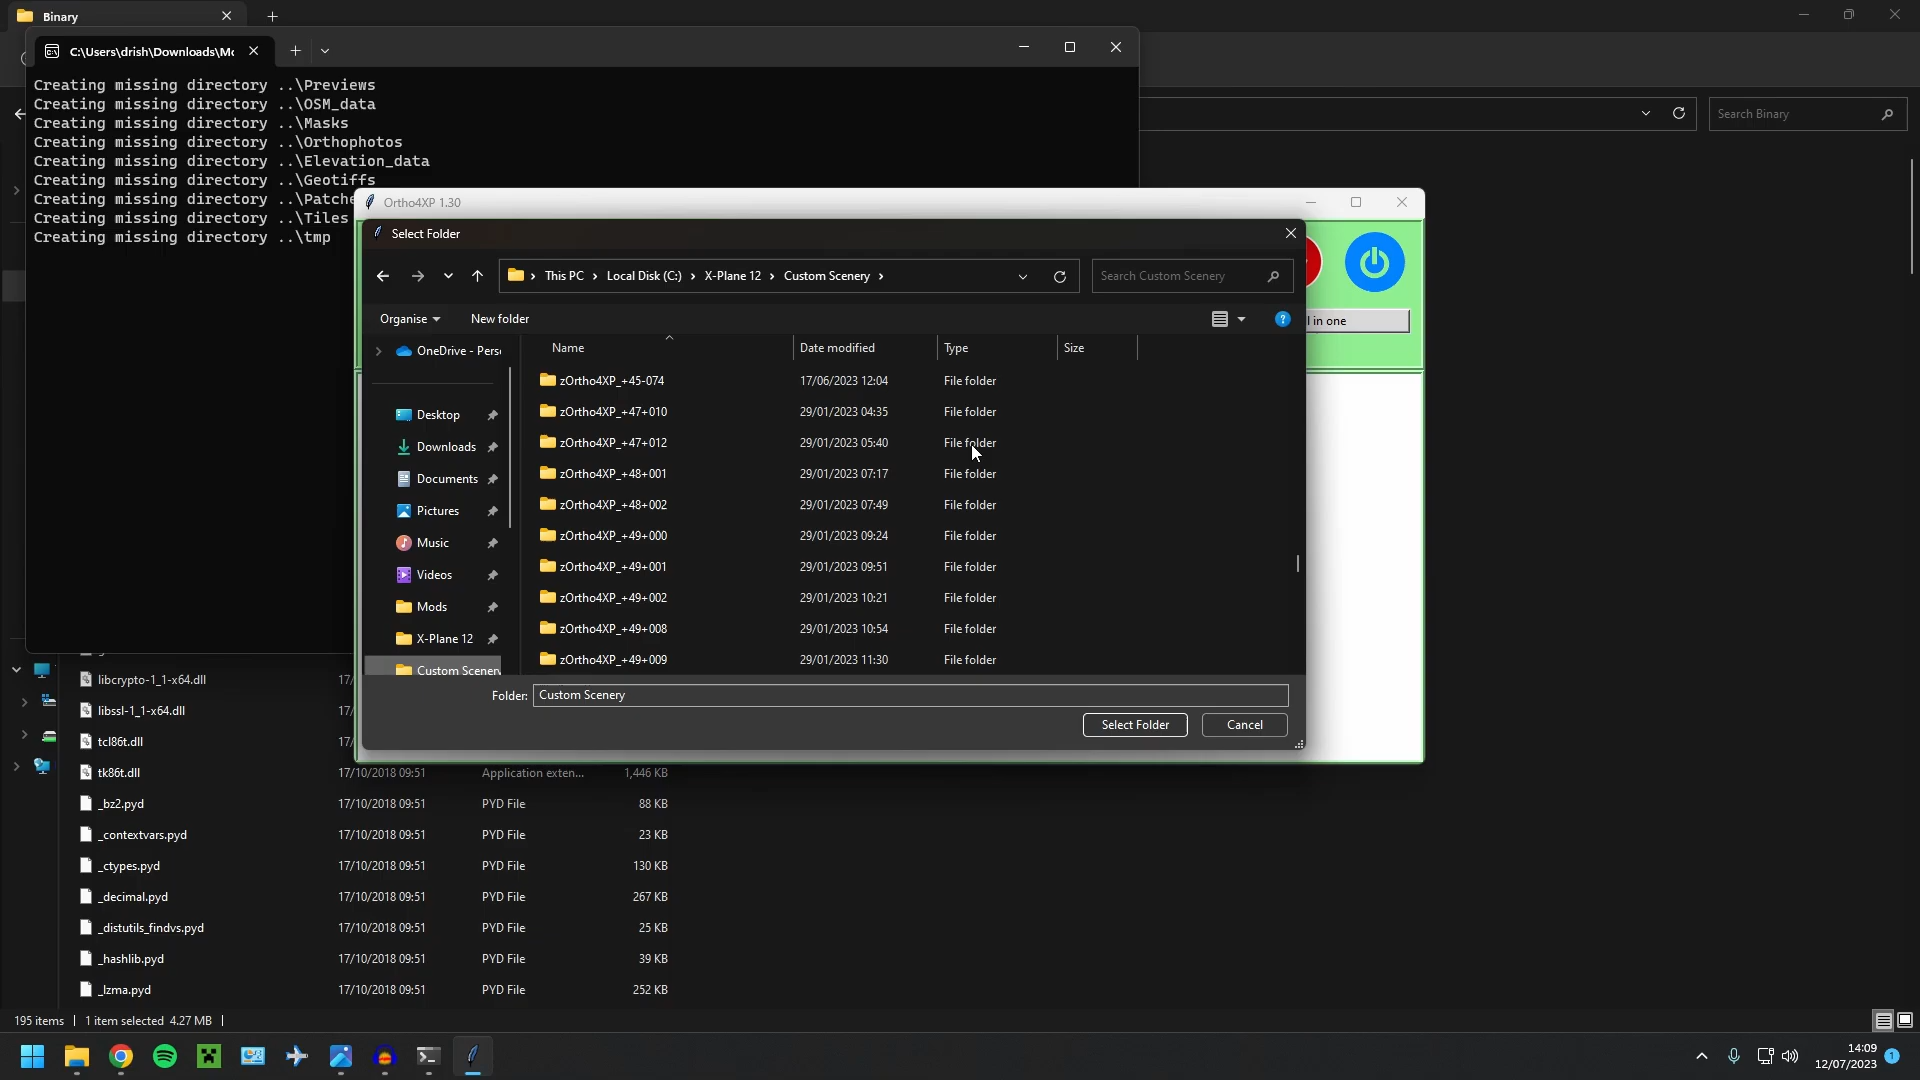 Binary
C:\Users\drish\Downloads\Mc
Creating missing directory ..\Previews
Creating missing directory ..\OSM_data
Creating missing directory ..\Masks
Creating missing directory ..\Orthophotos
Creating missing directory ..\Elevation_data
Creating missing directory ..\Geotiffs
Creating missing directory ..\Patche
Creating missing directory ..\Tiles
Creating missing directory ..\tmp
Search Binary
Ortho4XP 1.30
Select Folder
This PC > Local Disk (C:) > X-Plane 12 > Custom Scenery >
Search Custom Scenery
Organise
New folder
in one
OneDrive - Pers
Desktop
Downloads
Documents
Pictures
Music
Videos
Mods
X-Plane 12
Custom Scenery
Name Date modified Type Size
zOrtho4XP_+45-074 17/06/2023 12:04 File folder
zOrtho4XP_+47+010 29/01/2023 04:35 File folder
zOrtho4XP_+47+012 29/01/2023 05:40 File folder
zOrtho4XP_+48+001 29/01/2023 07:17 File folder
zOrtho4XP_+48+002 29/01/2023 07:49 File folder
zOrtho4XP_+49+000 29/01/2023 09:24 File folder
zOrtho4XP_+49+001 29/01/2023 09:51 File folder
zOrtho4XP_+49+002 29/01/2023 10:21 File folder
zOrtho4XP_+49+008 29/01/2023 10:54 File folder
zOrtho4XP_+49+009 29/01/2023 11:30 File folder
Folder: Custom Scenery
Select Folder
Cancel
libcrypto-1_1-x64.dll 17/
libssl-1_1-x64.dll 17/
tcl86t.dll 17/
tk86t.dll 17/10/2018 09:51 Application exten... 1,446 KB
_bz2.pyd 17/10/2018 09:51 PYD File 88 KB
_contextvars.pyd 17/10/2018 09:51 PYD File 23 KB
_ctypes.pyd 17/10/2018 09:51 PYD File 130 KB
_decimal.pyd 17/10/2018 09:51 PYD File 267 KB
_distutils_findvs.pyd 17/10/2018 09:51 PYD File 25 KB
_hashlib.pyd 17/10/2018 09:51 PYD File 39 KB
_lzma.pyd 17/10/2018 09:51 PYD File 252 KB
195 items | 1 item selected 4.27 MB |
14:09
12/07/2023
1